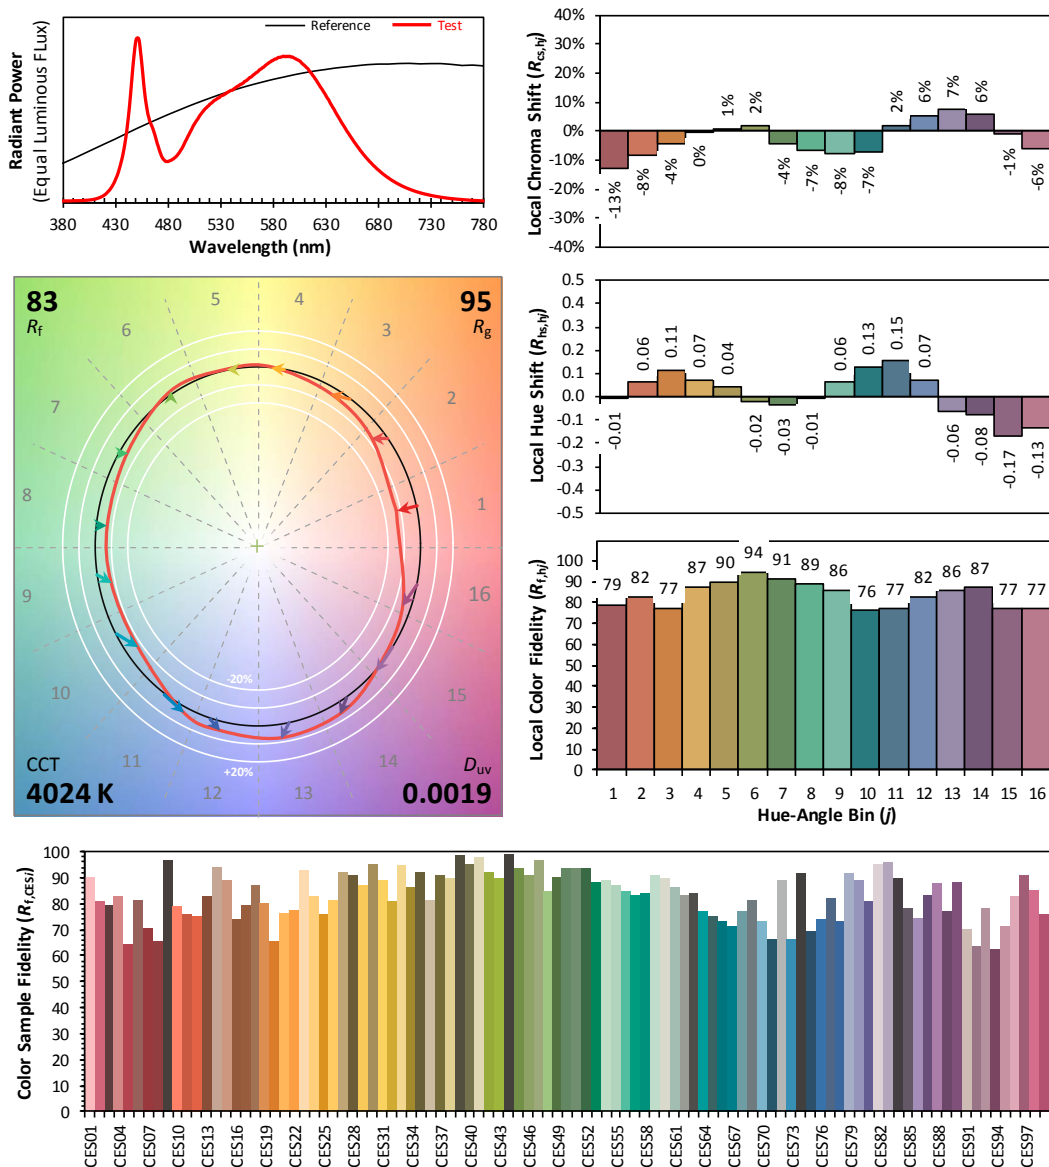 Radiant Power
(Equal Luminous FLux)
Reference
Test
380 430 480 530 580 630 680 730 780
Wavelength (nm)
Local Chroma Shift (Rcs,hj)
40%
30%
20%
10%
0%
-10%
-20%
-30%
-40%
-13% -8% -4% 0% 1% 2% -4% -7% -8% -7% 2% 6% 7% 6% -1% -6%
83
Rf
95
Rg
5 4
6 3
7 2
8 1
9 16
10 15
11 14
12 13
-20%
+20%
CCT
4024 K
Duv
0.0019
Local Hue Shift (Rhs,hj)
0.5
0.4
0.3
0.2
0.1
0.0
-0.1
-0.2
-0.3
-0.4
-0.5
-0.01 0.06 0.11 0.07 0.04 -0.02 -0.03 -0.01 0.06 0.13 0.15 0.07 -0.06 -0.08 -0.17 -0.13
Local Color Fidelity (Rf,hj)
100
90
80
70
60
50
40
30
20
10
0
79 82 77 87 90 94 91 89 86 76 77 82 86 87 77 77
1 2 3 4 5 6 7 8 9 10 11 12 13 14 15 16
Hue-Angle Bin (j)
Color Sample Fidelity (Rf,CESi)
100
90
80
70
60
50
40
30
20
10
0
CES01 CES04 CES07 CES10 CES13 CES16 CES19 CES22 CES25 CES28 CES31 CES34 CES37 CES40 CES43 CES46 CES49 CES52 CES55 CES58 CES61 CES64 CES67 CES70 CES73 CES76 CES79 CES82 CES85 CES88 CES91 CES94 CES97